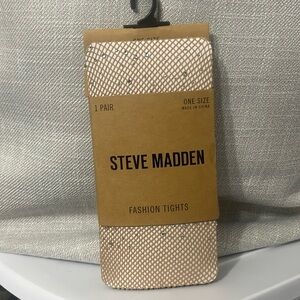 1 PAIR
ONE SIZE
MADE IN CHINA
STEVE MADDEN
FASHION TIGHTS